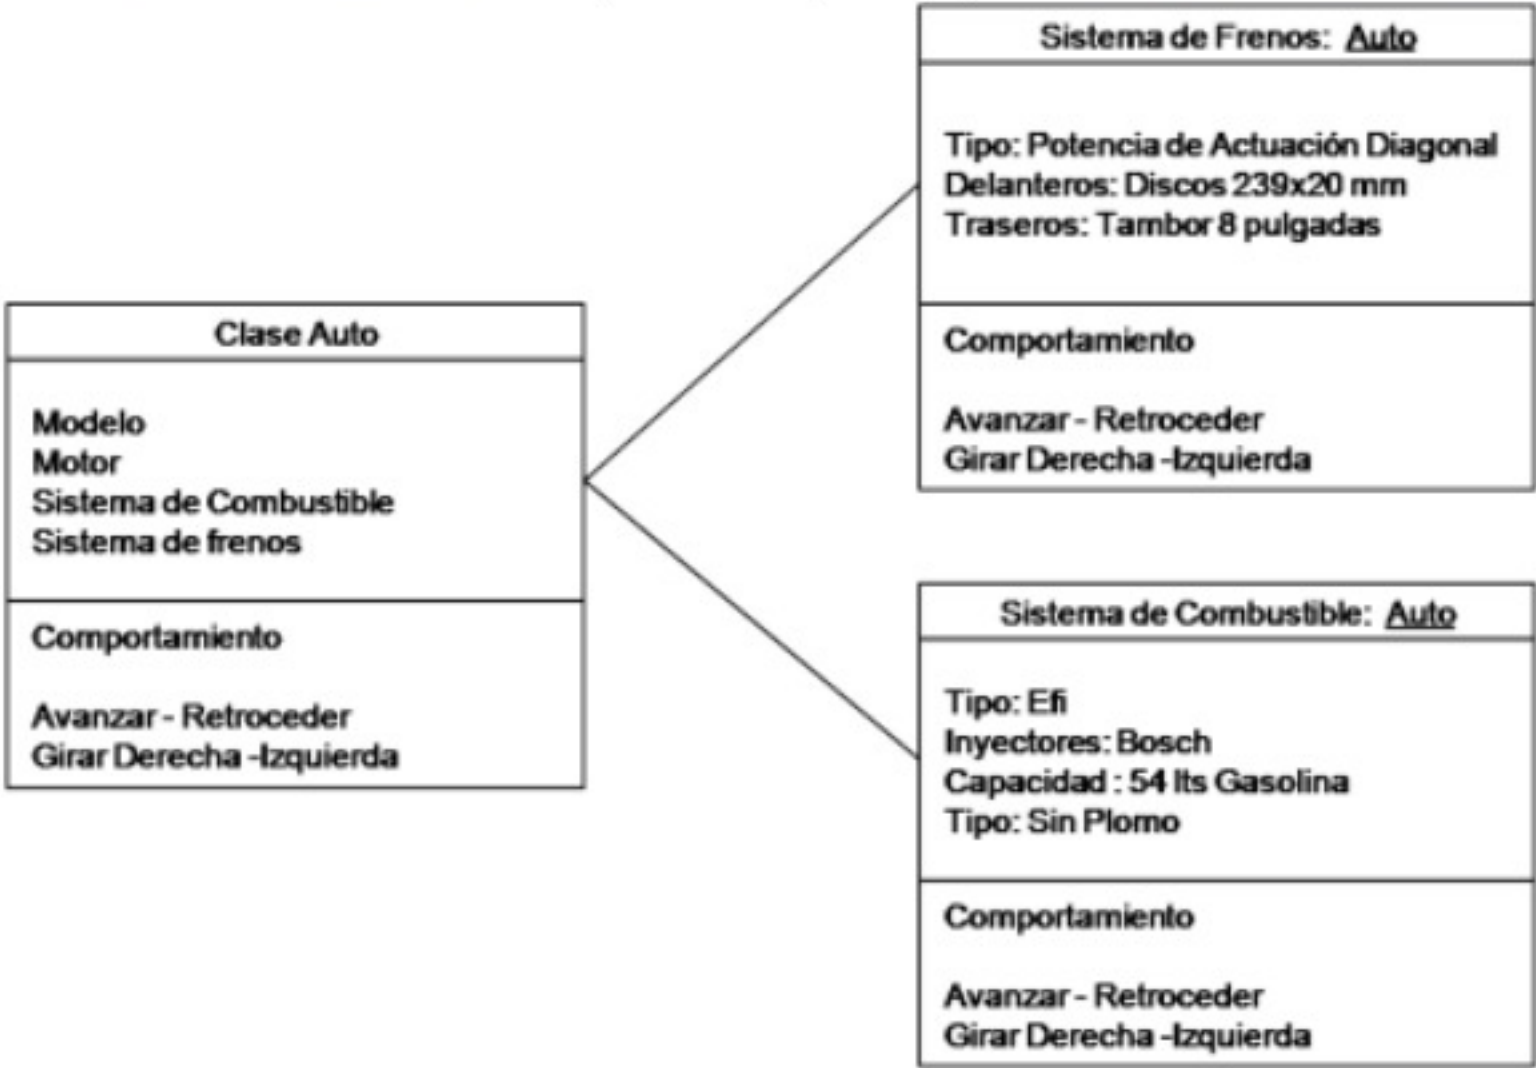 Clase Auto
Modelo
Motor
Sistema de Combustible
Sistema de frenos
Comportamiento
Avanzar - Retroceder
Girar Derecha -Izquierda
Sistema de Frenos: Auto
Tipo: Potencia de Actuación Diagonal
Delanteros: Discos 239x20 mm
Traseros: Tambor 8 pulgadas
Comportamiento
Avanzar - Retroceder
Girar Derecha -Izquierda
Sistema de Combustible: Auto
Tipo: Efi
Inyectores: Bosch
Capacidad : 54 lts Gasolina
Tipo: Sin Plomo
Comportamiento
Avanzar - Retroceder
Girar Derecha -Izquierda